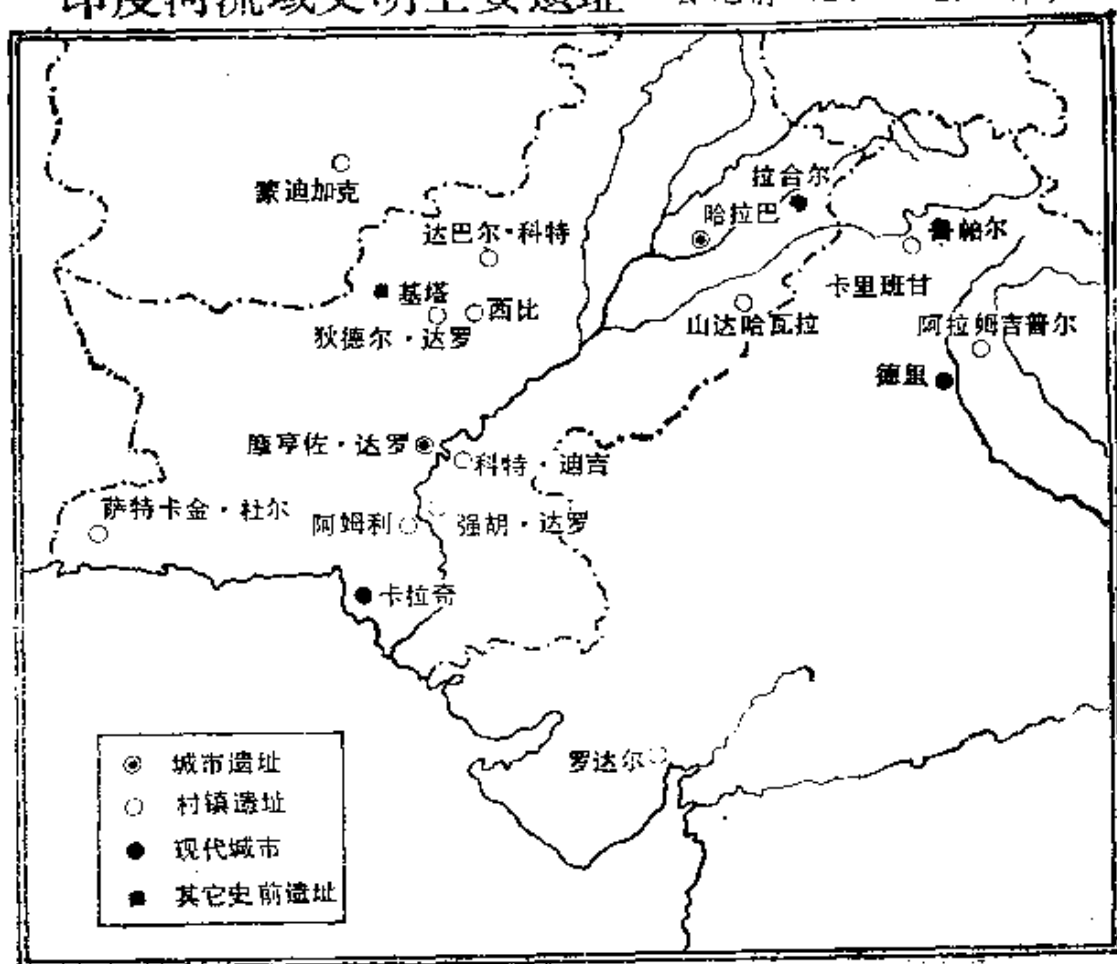 印度河流域文明主要遗址
蒙迪加克
拉合尔
哈拉巴
达巴尔·科特
鲁帕尔
基塔
西比
卡里班甘
狄德尔·达罗
山达哈瓦拉
阿拉姆吉普尔
德里
摩亨佐·达罗
科特·迪吉
萨特卡金·杜尔
阿姆利
强胡·达罗
卡拉奇
罗达尔
城市遗址
村镇遗址
现代城市
其它史前遗址